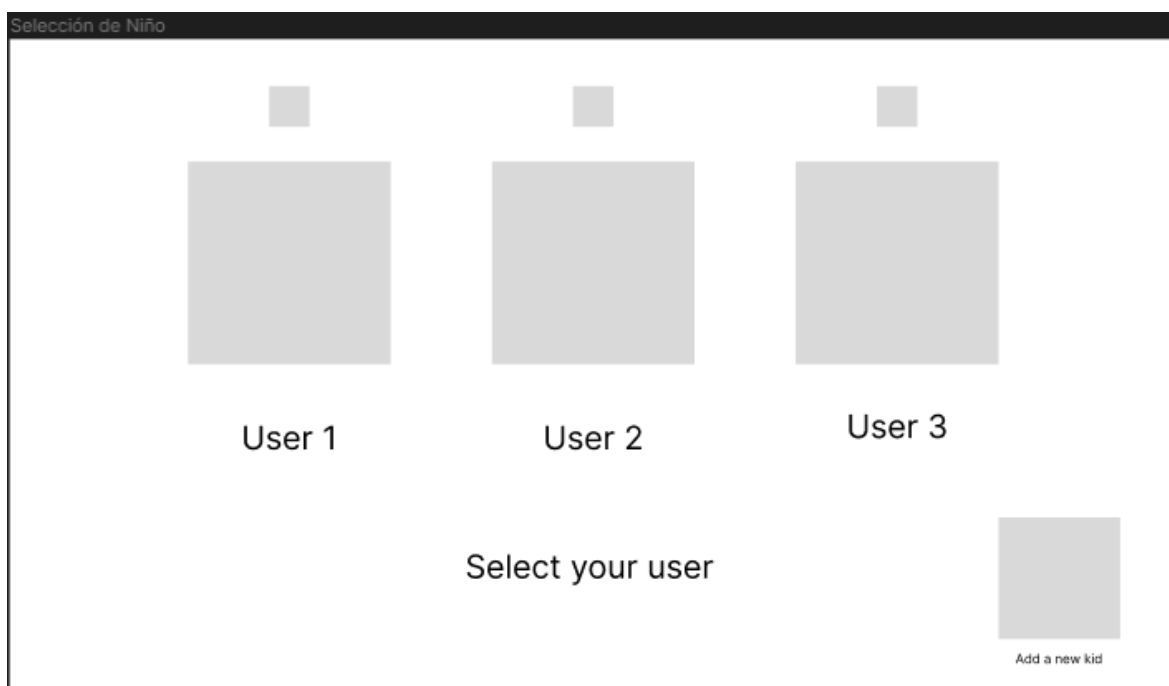 Selección de Niño
User 1
User 2
User 3
Select your user
Add a new kid